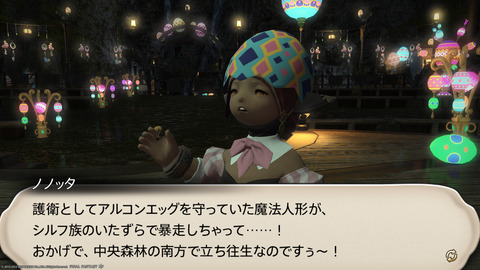 ノノッタ
護衛としてアルコンエッグを守っていた魔法人形が、
シルフ族のいたずらで暴走しちゃって……！
おかげで、中央森林の南方で立ち往生なのですぅ～！
FINAL FANTASY XIV